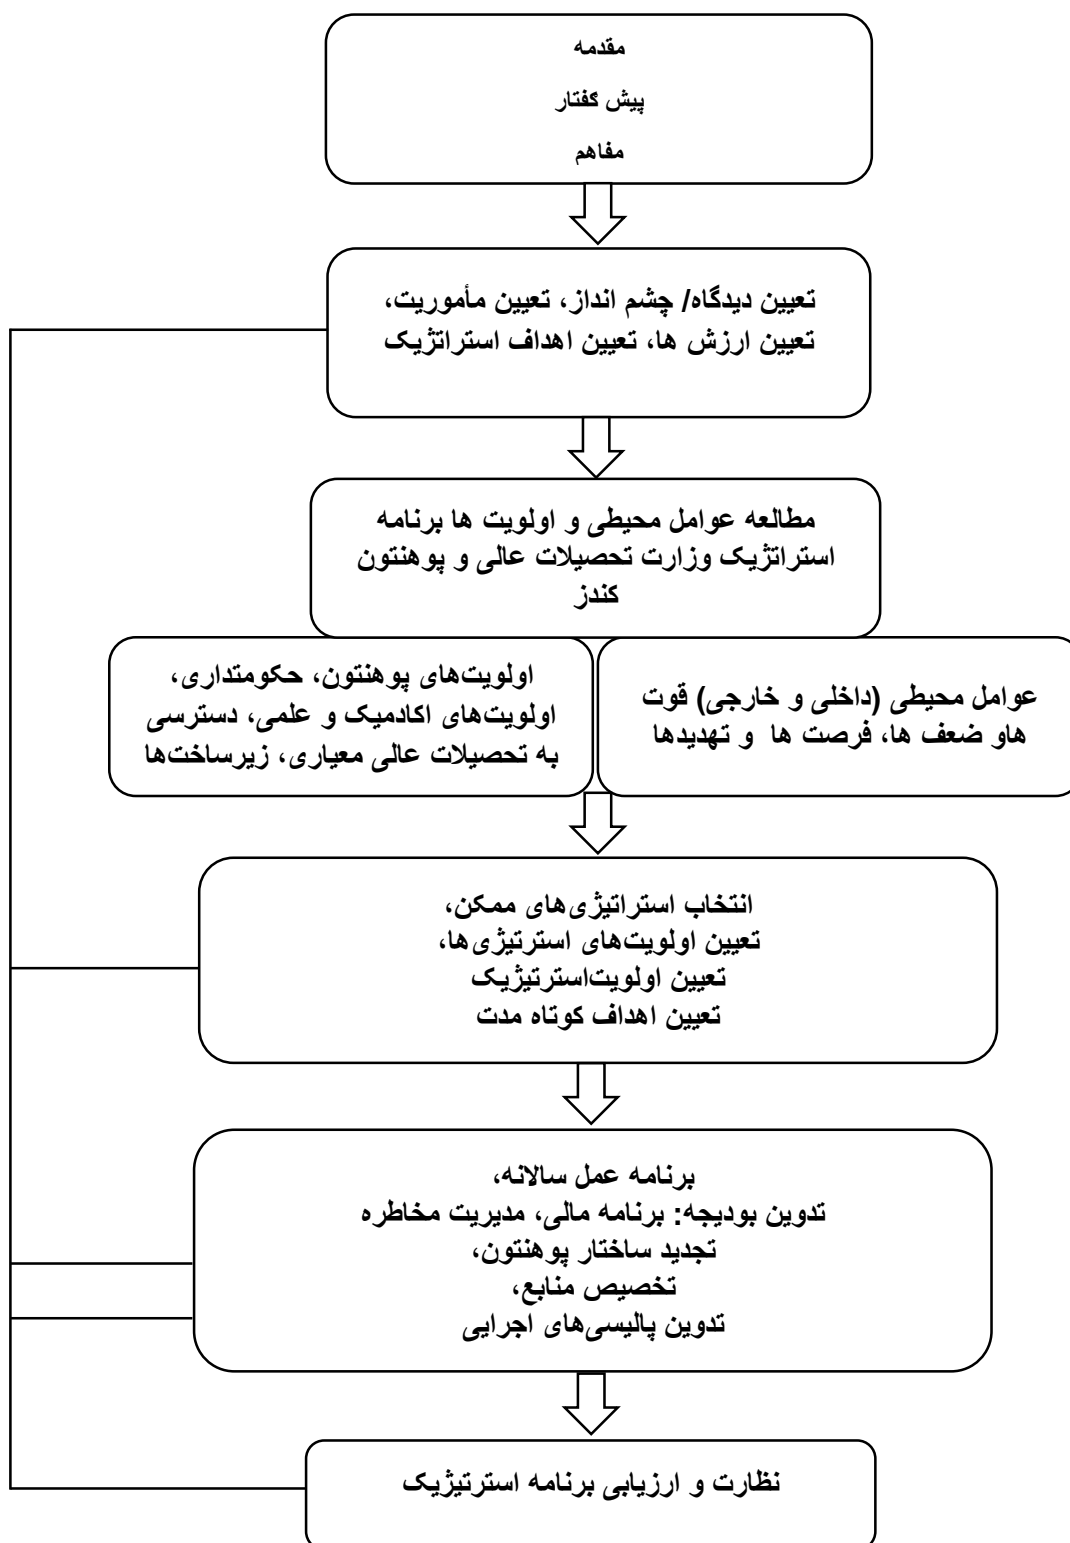 مقدمه
پیش گفتار
مفاهم
تعیین دیدگاه/ چشم انداز، تعیین مأموریت،
تعیین ارزش ها، تعیین اهداف استراتژیک
مطالعه عوامل محیطی و اولویت ها برنامه
استراتژیک وزارت تحصیلات عالی و پوهنتون
کندز
عوامل محیطی (داخلی و خارجی) قوت
هاو ضعف ها، فرصت ها و تهدیدها
اولویت‌های پوهنتون، حکومتداری،
اولویت‌های اکادمیک و علمی، دسترسی
به تحصیلات عالی معیاری، زیرساخت‌ها
انتخاب استراتیژی‌های ممکن،
تعیین اولویت‌های استرتیژی‌ها،
تعیین اولویت‌استرتیژیک
تعیین اهداف کوتاه مدت
برنامه عمل سالانه،
تدوین بودیجه: برنامه مالی، مدیریت مخاطره
تجدید ساختار پوهنتون،
تخصیص منابع،
تدوین پالیسی‌های اجرایی
نظارت و ارزیابی برنامه استرتیژیک